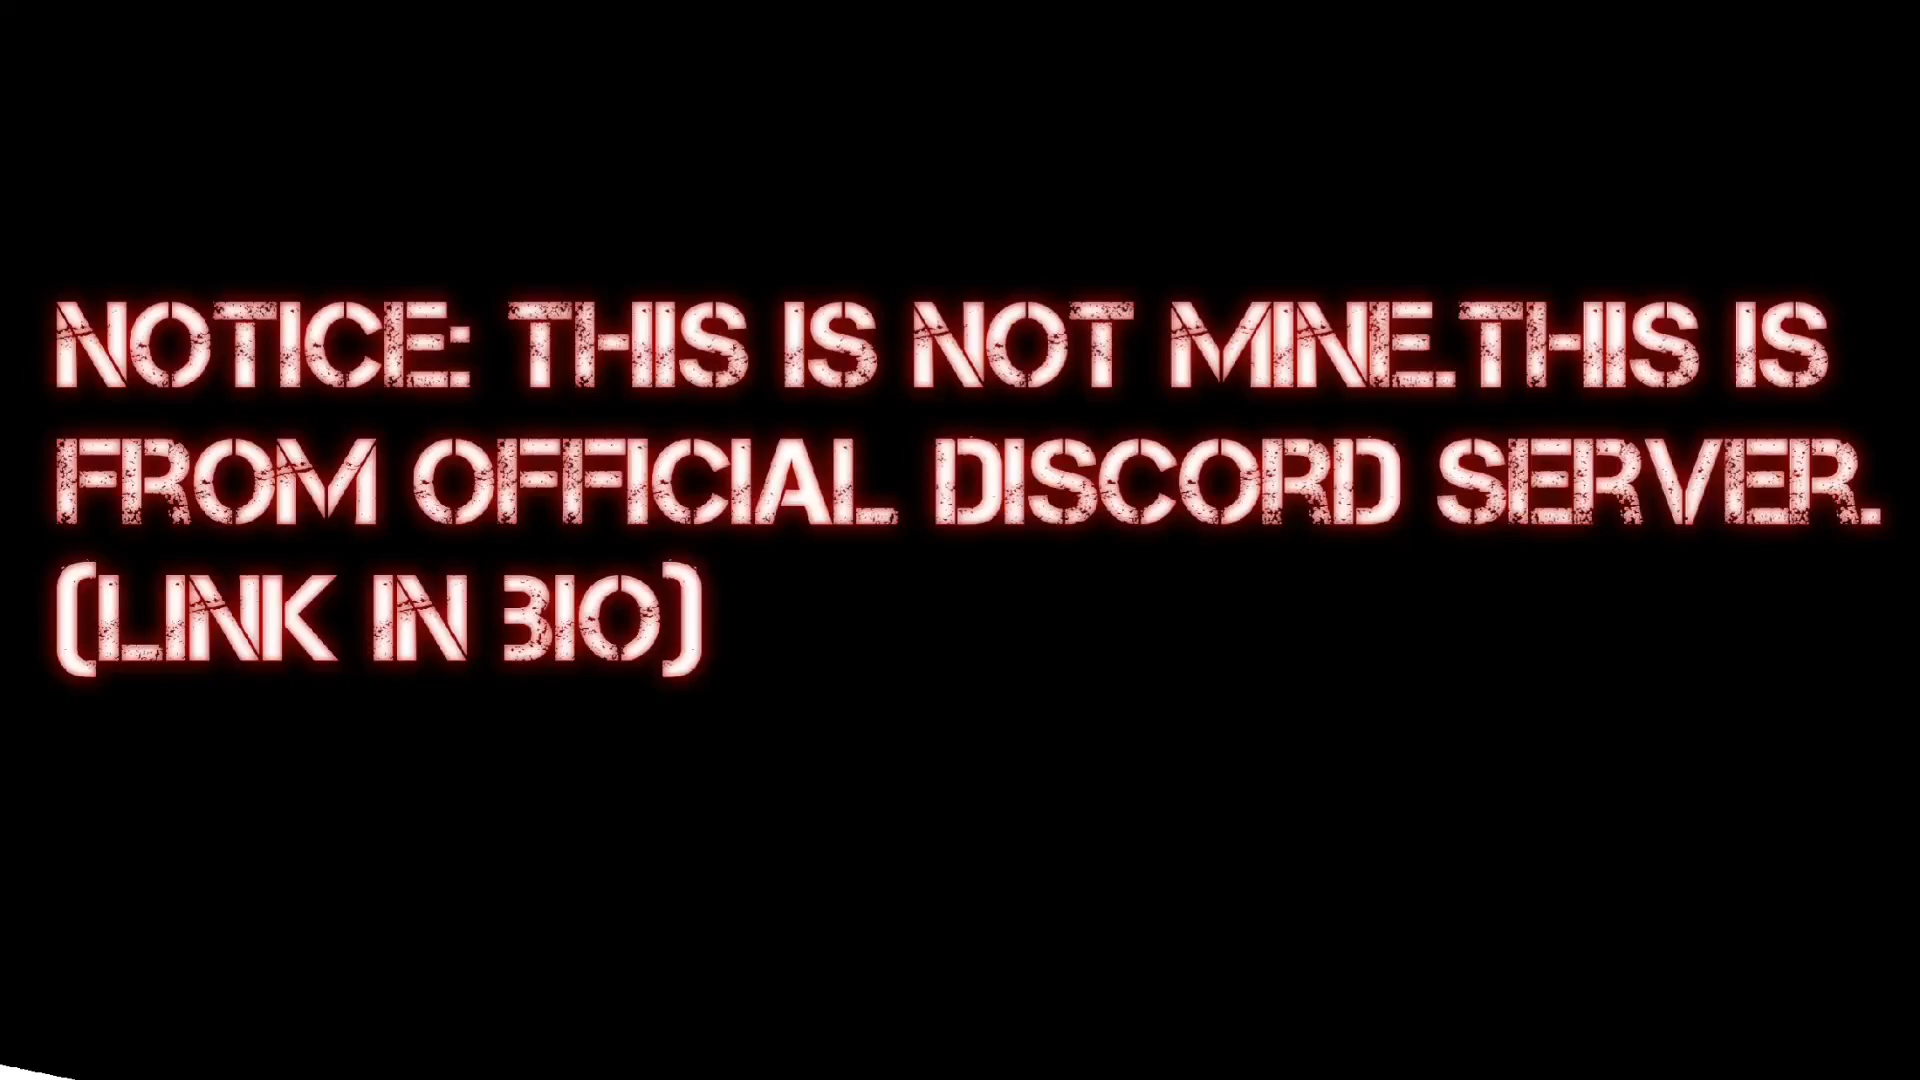 NOTICE: THIS IS NOT MINE.THIS IS
FROM OFFICIAL DISCORD SERVER.
(LINK IN BIO)